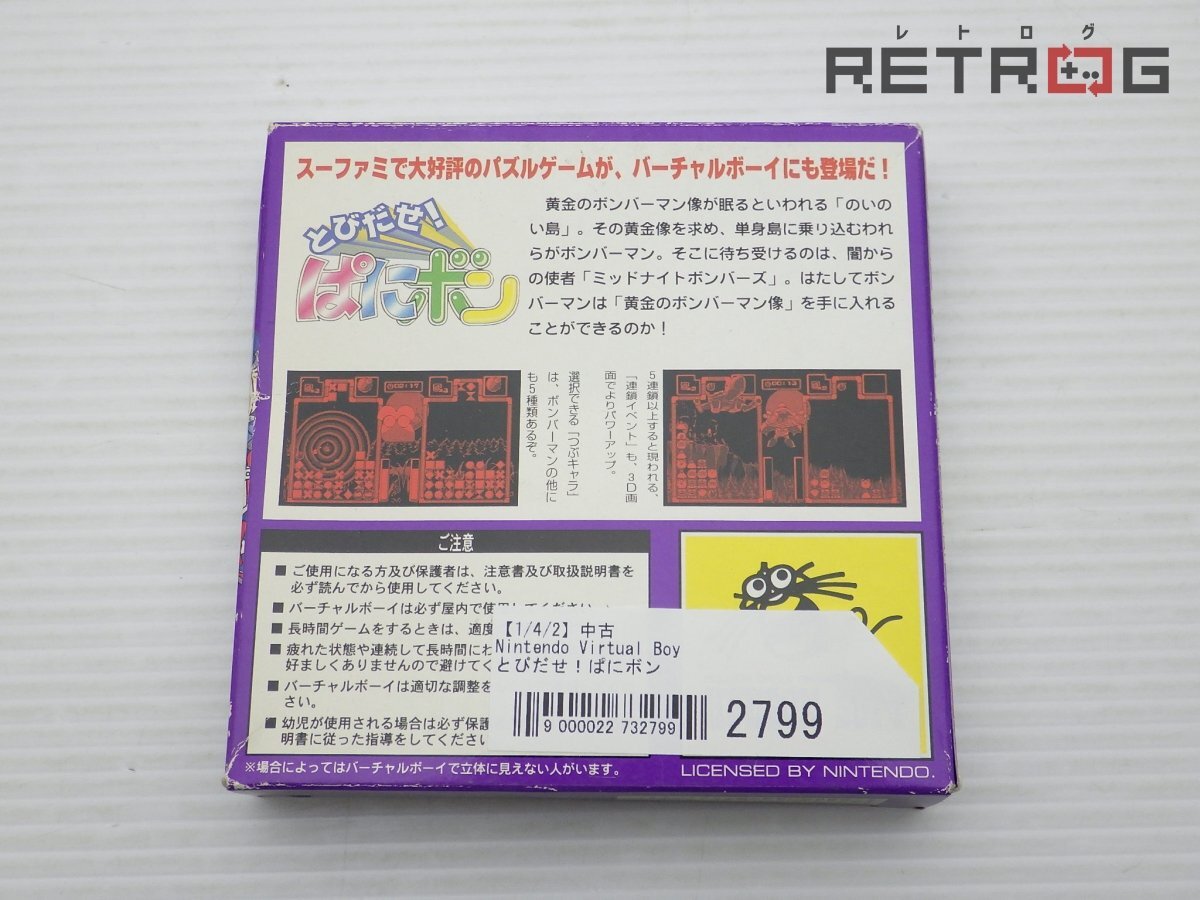 レトログ
RETROG
スーファミで大好評のパズルゲームが、バーチャルボーイにも登場だ！
とびだせ！
ぱにボン
黄金のボンバーマン像が眠るといわれる「のいのい
い島」。その黄金像を求め、単身島に乗り込むわれ
らがボンバーマン。そこに待ち受けるのは、闇から
の使者「ミッドナイトボンバーズ」。はたしてボン
バーマンは「黄金のボンバーマン像」を手に入れる
ことができるのか！
選択できる「つぶキャラ」
は、ボンバーマンの他に
も5種類あるぞ。
5連鎖以上すると現われる、
「連鎖イベント」も、3D画
面でよりパワーアップ。
ご注意
■ご使用になる方及び保護者は、注意書及び取扱説明書を
必ず読んでから使用してください。
■バーチャルボーイは必ず屋内で使用してください
■長時間ゲームをするときは、適度
■疲れた状態や連続して長時間にわ
好ましくありませんので避けてく
■バーチャルボーイは適切な調整を
さい。
■幼児が使用される場合は必ず保護
明書に従った指導をしてくださ
※場合によってはバーチャルボーイで立体に見えない人がいます。
LICENSED BY NINTENDO.
【1/4/2】中古
Nintendo Virtual Boy
とびだせ！ぱにボン
9 000022 732799
2799